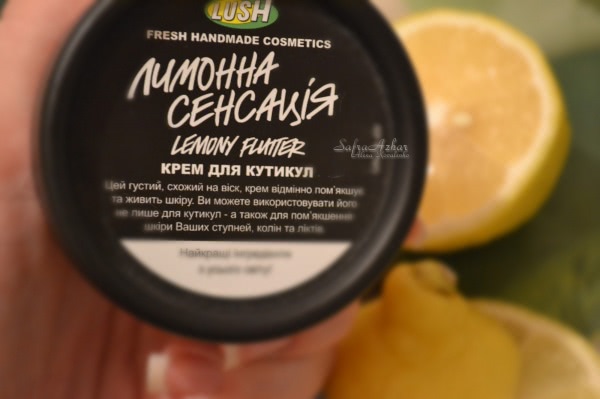 LUSH
FRESH HANDMADE COSMETICS
ЛИМОННА
СЕНСАЦІЯ
LEMONY FLUTTER
КРЕМ ДЛЯ КУТИКУЛ
Цей густий, схожий на віск, крем відмінно пом'якшує
та живить шкіру. Ви можете використовувати його
не лише для кутикул - а також для пом'якшення
шкіри Ваших ступней, колін та ліктів.
Найкращі інгредієнти
з усього світу!
SafraAzhar